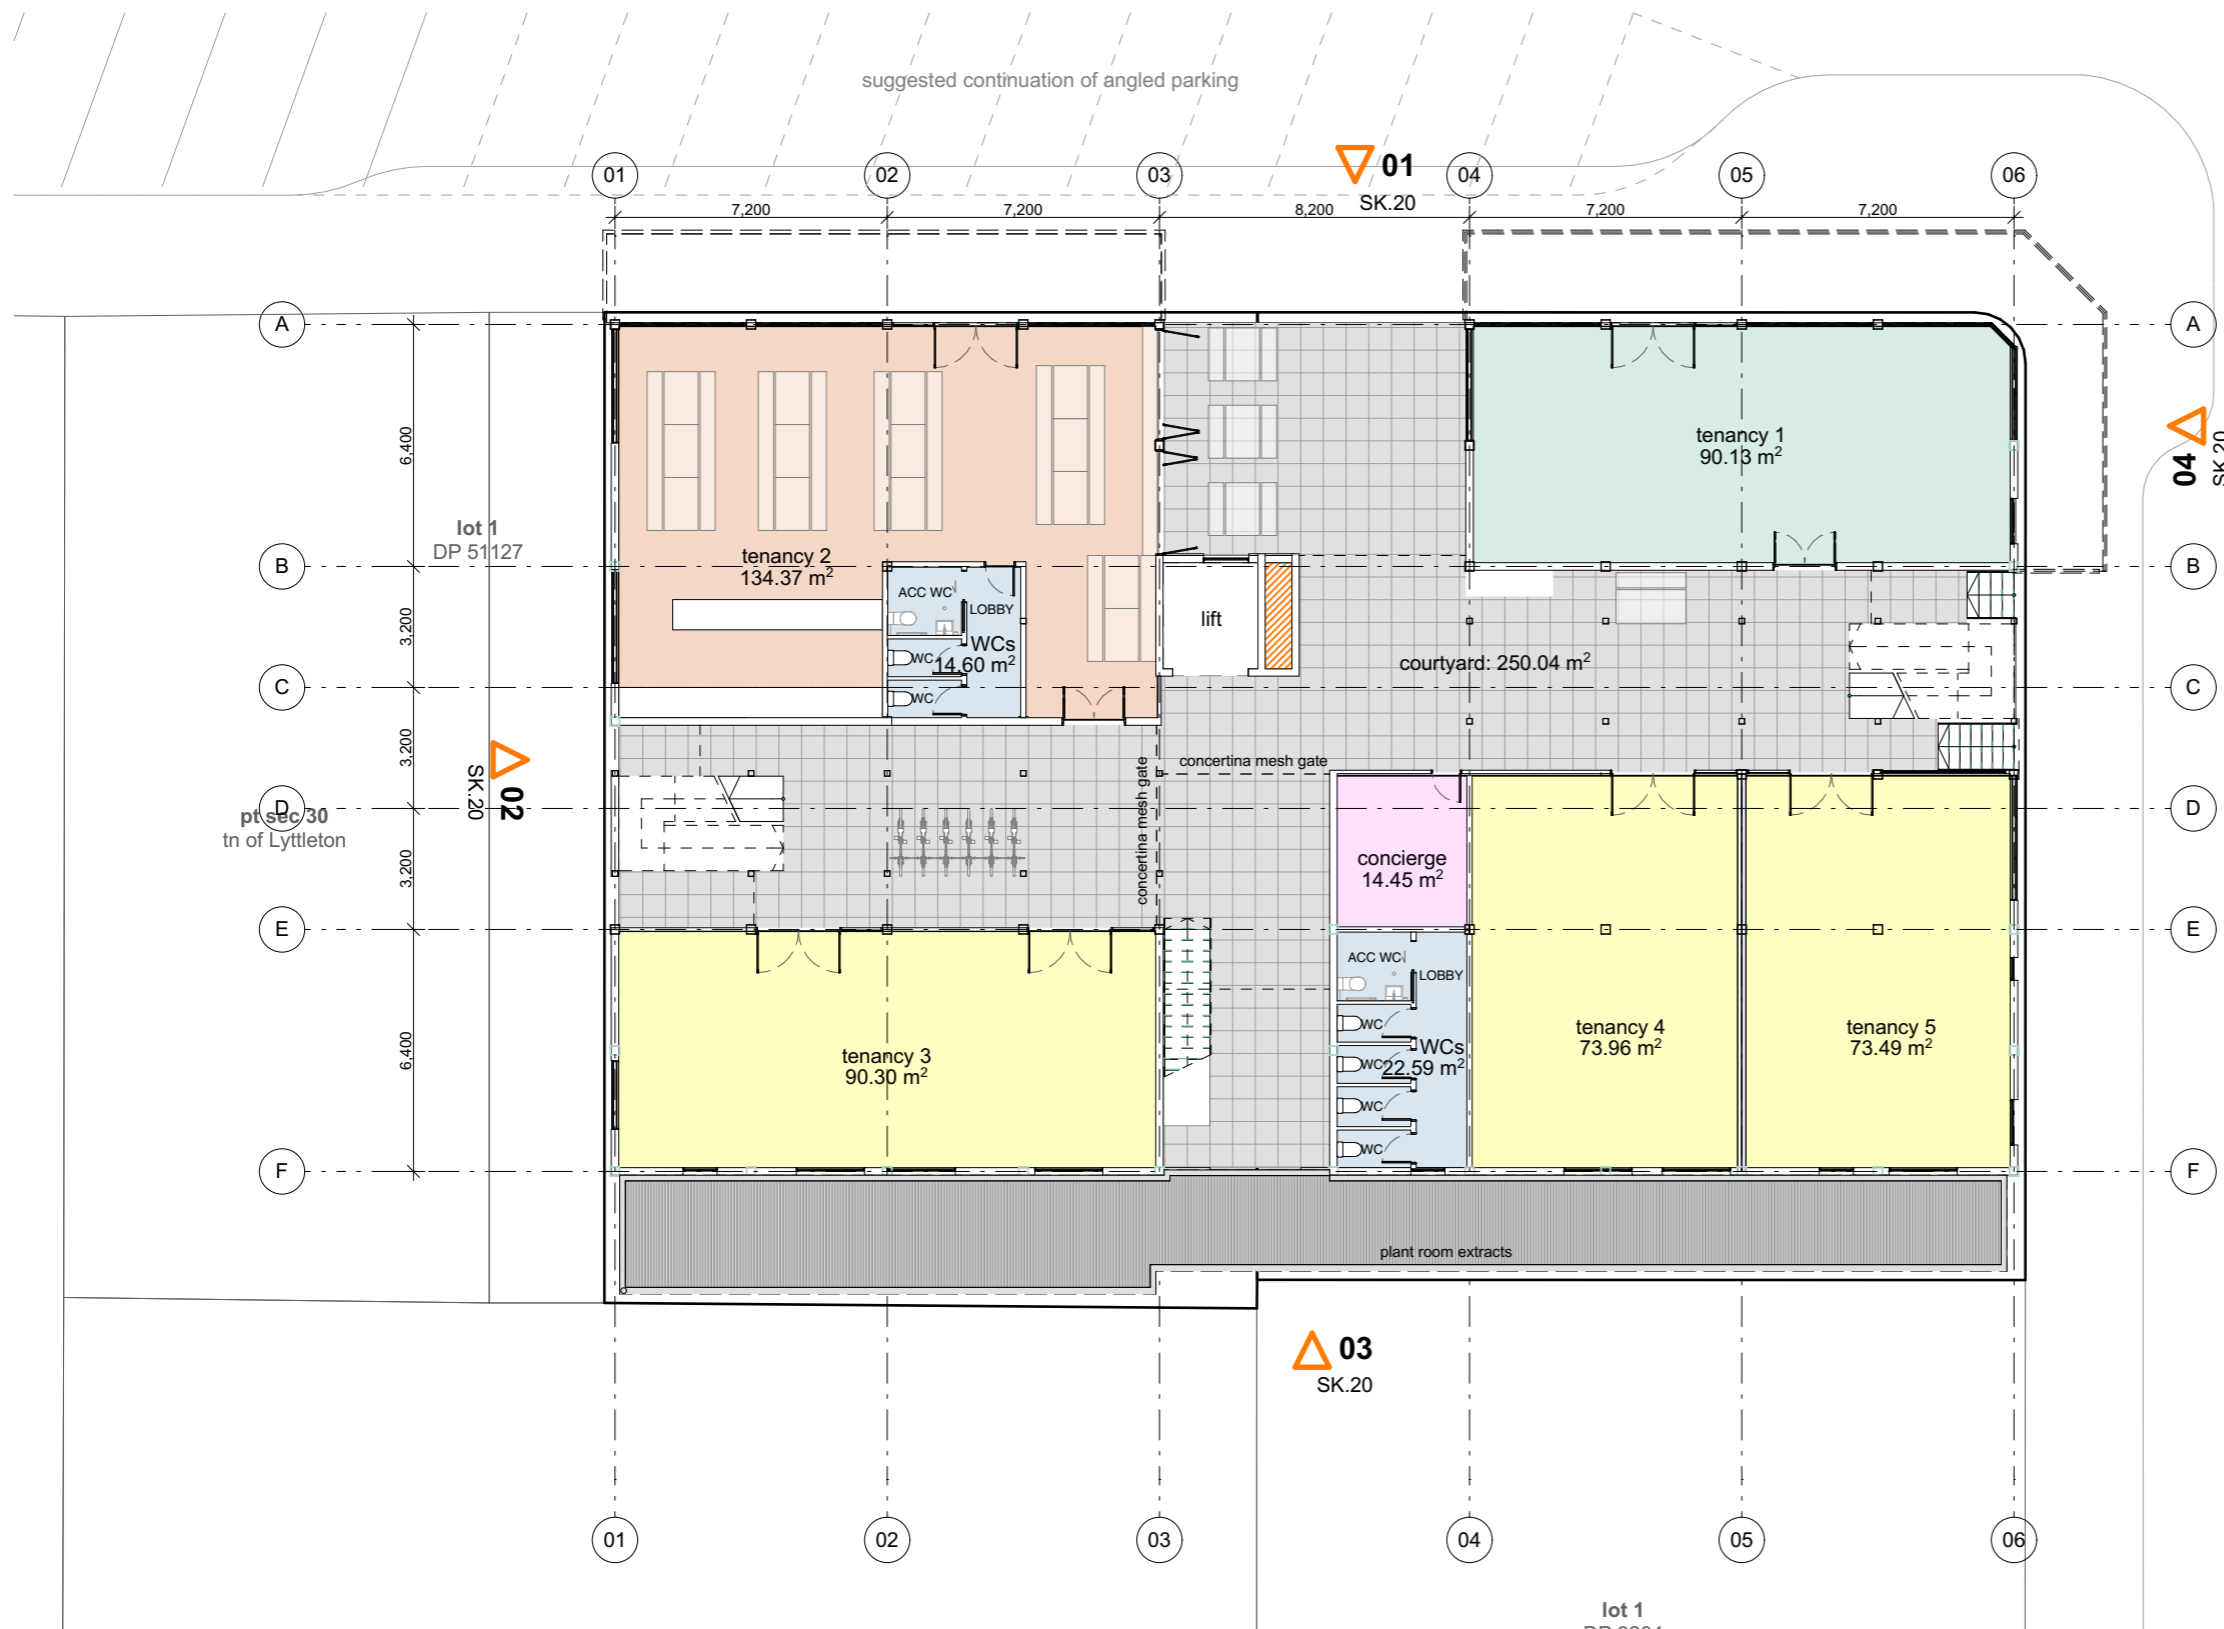 suggested continuation of angled parking
01
SK.20
01
02
03
04
05
06
7,200
7,200
8,200
7,200
7,200
A
A
6,400
tenancy 1
90.13 m²
04
SK.20
lot 1
DP 51127
tenancy 2
134.37 m²
B
B
ACC WC
LOBBY
WCs
14.60 m²
WC
WC
lift
3,200
courtyard: 250.04 m²
C
C
3,200
concertina mesh gate
concertina mesh gate
02
SK.20
D
D
pt sec 30
tn of Lyttleton
3,200
concierge
14.45 m²
E
E
ACC WC
LOBBY
WC
WCs
22.59 m²
WC
WC
WC
6,400
tenancy 3
90.30 m²
tenancy 4
73.96 m²
tenancy 5
73.49 m²
F
F
plant room extracts
03
SK.20
01
02
03
04
05
06
lot 1